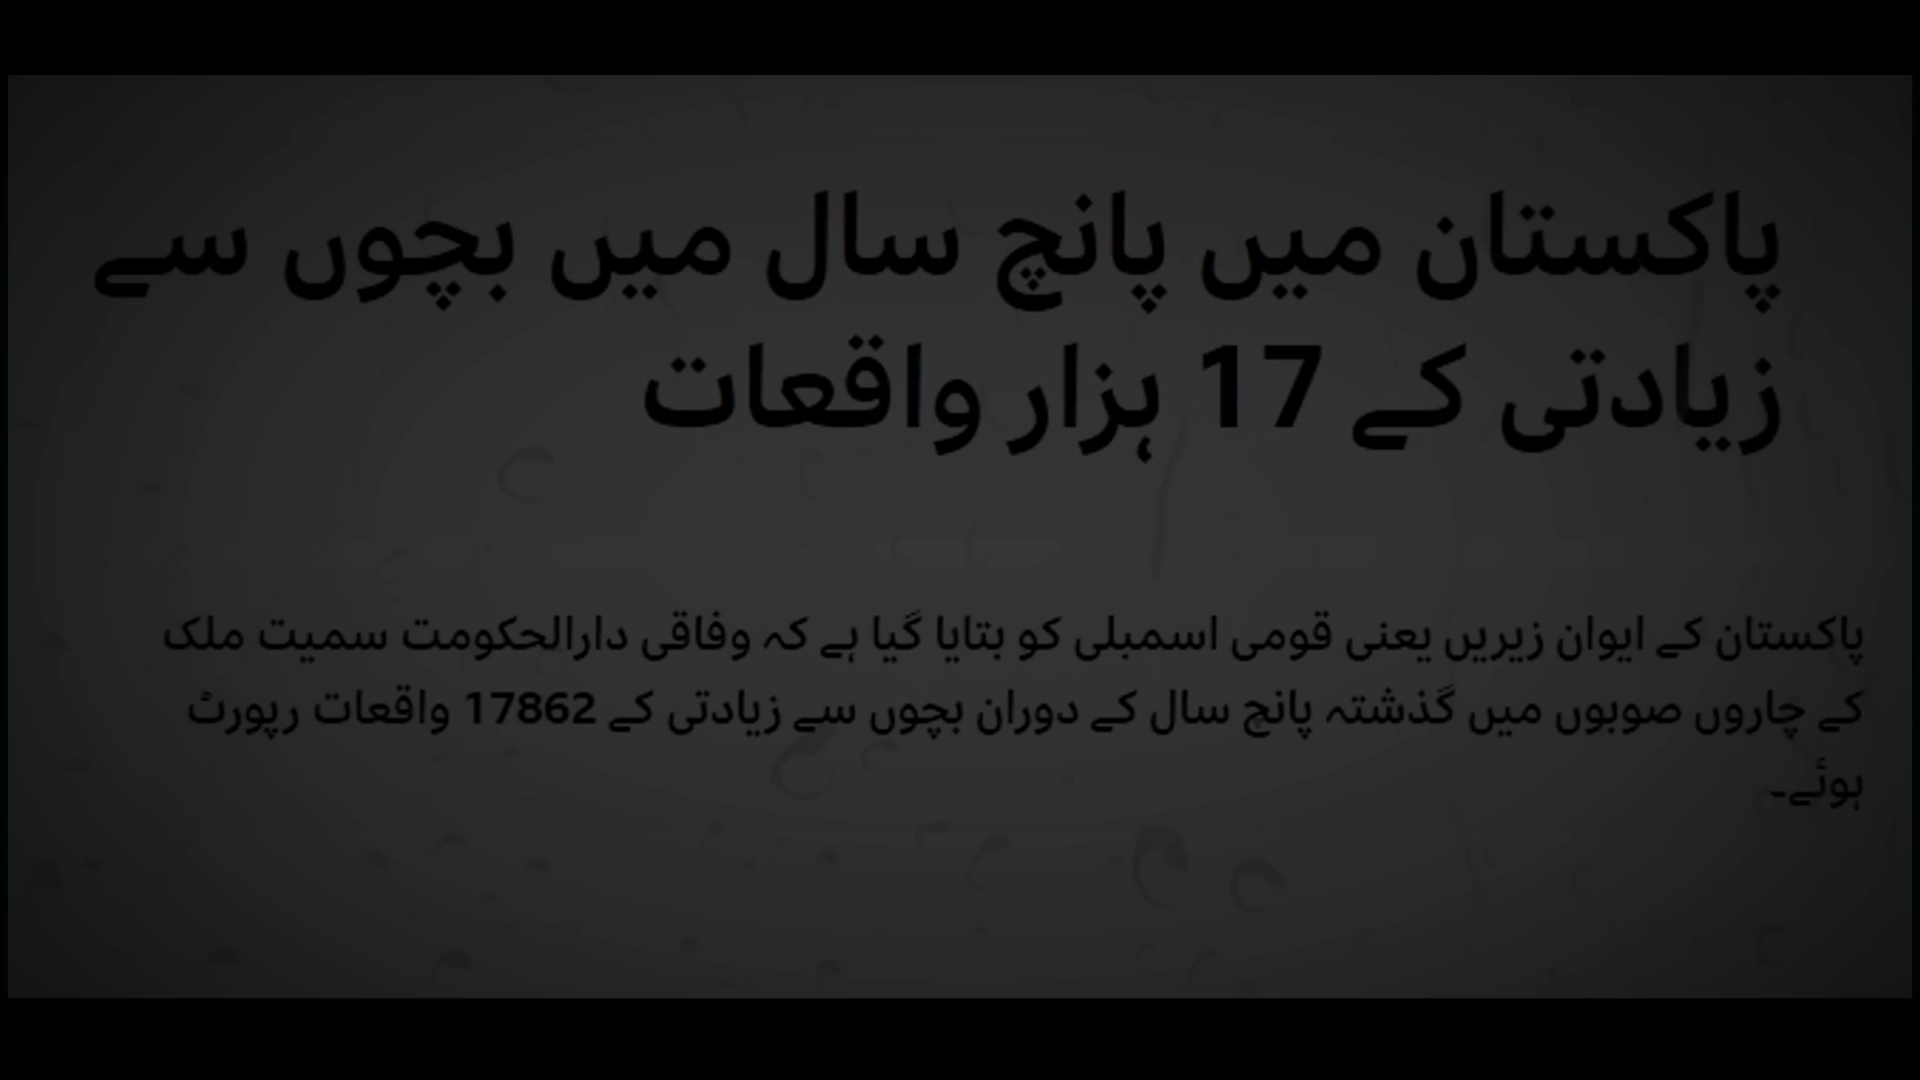 پاکستان میں پانچ سال میں بچوں سے
زیادتی کے 17 ہزار واقعات
پاکستان کے ایوان زیریں یعنی قومی اسمبلی کو بتایا گیا ہے کہ وفاقی دارالحکومت سمیت ملک
کے چاروں صوبوں میں گذشتہ پانچ سال کے دوران بچوں سے زیادتی کے 17862 واقعات رپورٹ
ہوئے۔